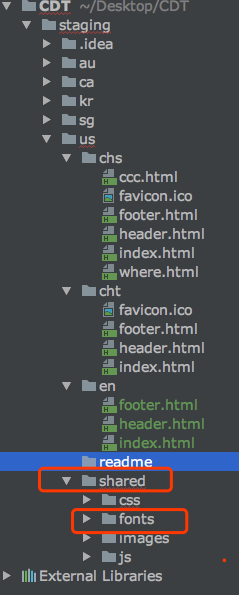 CDT ~/Desktop/CDT
staging
.idea
au
ca
kr
sg
us
chs
ccc.html
favicon.ico
footer.html
header.html
index.html
where.html
cht
favicon.ico
footer.html
header.html
index.html
en
footer.html
header.html
index.html
readme
shared
css
fonts
images
js
External Libraries